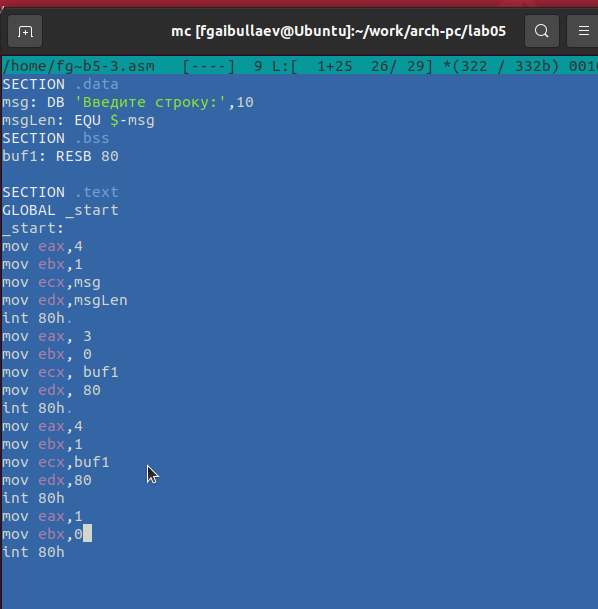 mc [fgaibullaev@Ubuntu]:~/work/arch-pc/lab05
/home/fg~b5-3.asm   [----]  9 L:[  1+25  26/ 29] *(322 / 332b) 0010
SECTION .data
msg: DB 'Введите строку:',10
msgLen: EQU $-msg
SECTION .bss
buf1: RESB 80
SECTION .text
GLOBAL _start
_start:
mov eax,4
mov ebx,1
mov ecx,msg
mov edx,msgLen
int 80h.
mov eax, 3
mov ebx, 0
mov ecx, buf1
mov edx, 80
int 80h.
mov eax,4
mov ebx,1
mov ecx,buf1
mov edx,80
int 80h
mov eax,1
mov ebx,0
int 80h